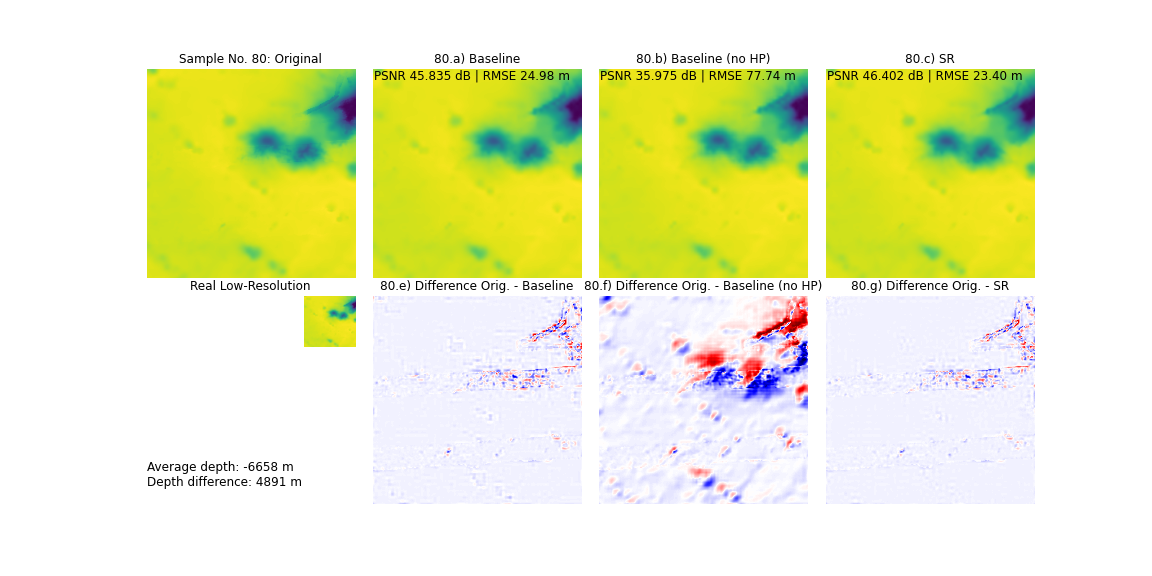 Sample No. 80: Original
80.a) Baseline
80.b) Baseline (no HP)
80.c) SR
PSNR 45.835 dB | RMSE 24.98 m
PSNR 35.975 dB | RMSE 77.74 m
PSNR 46.402 dB | RMSE 23.40 m
Real Low-Resolution
80.e) Difference Orig. - Baseline
80.f) Difference Orig. - Baseline (no HP)
80.g) Difference Orig. - SR
Average depth: -6658 m
Depth difference: 4891 m